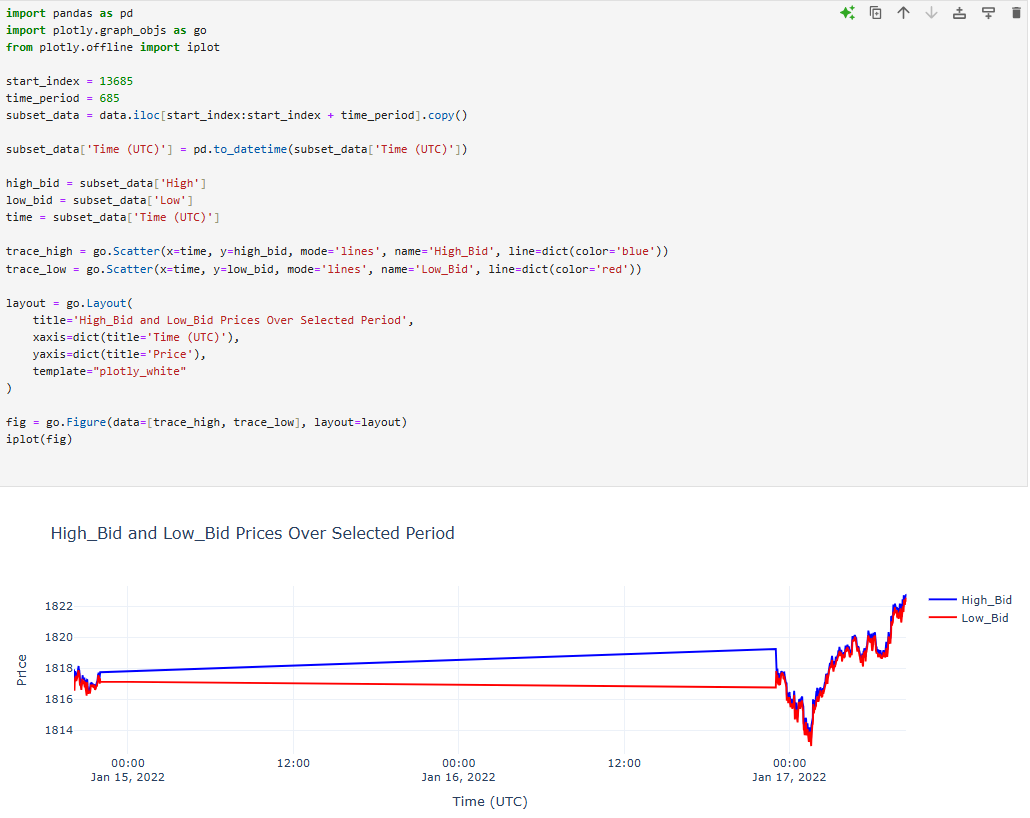 import pandas as pd
import plotly.graph_objs as go
from plotly.offline import iplot
start_index = 13685
time_period = 685
subset_data = data.iloc[start_index:start_index + time_period].copy()
subset_data['Time (UTC)'] = pd.to_datetime(subset_data['Time (UTC)'])
high_bid = subset_data['High']
low_bid = subset_data['Low']
time = subset_data['Time (UTC)']
trace_high = go.Scatter(x=time, y=high_bid, mode='lines', name='High_Bid', line=dict(color='blue'))
trace_low = go.Scatter(x=time, y=low_bid, mode='lines', name='Low_Bid', line=dict(color='red'))
layout = go.Layout(
    title='High_Bid and Low_Bid Prices Over Selected Period',
    xaxis=dict(title='Time (UTC)'),
    yaxis=dict(title='Price'),
    template="plotly_white"
)
fig = go.Figure(data=[trace_high, trace_low], layout=layout)
iplot(fig)
High_Bid and Low_Bid Prices Over Selected Period
High_Bid
Low_Bid
1822
1820
1818
1816
1814
Price
00:00 12:00 00:00 12:00 00:00
Jan 15, 2022 Jan 16, 2022 Jan 17, 2022
Time (UTC)